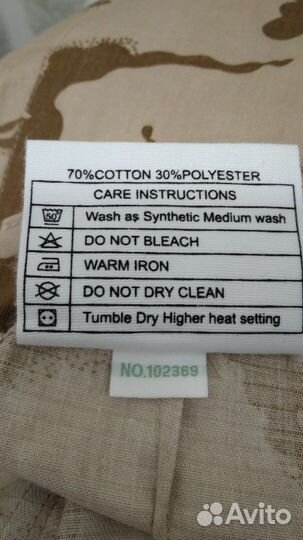 70%COTTON 30%POLYESTER
CARE INSTRUCTIONS
50 Wash as Synthetic Medium wash
DO NOT BLEACH
WARM IRON
DO NOT DRY CLEAN
Tumble Dry Higher heat setting
NO.102369
Avito